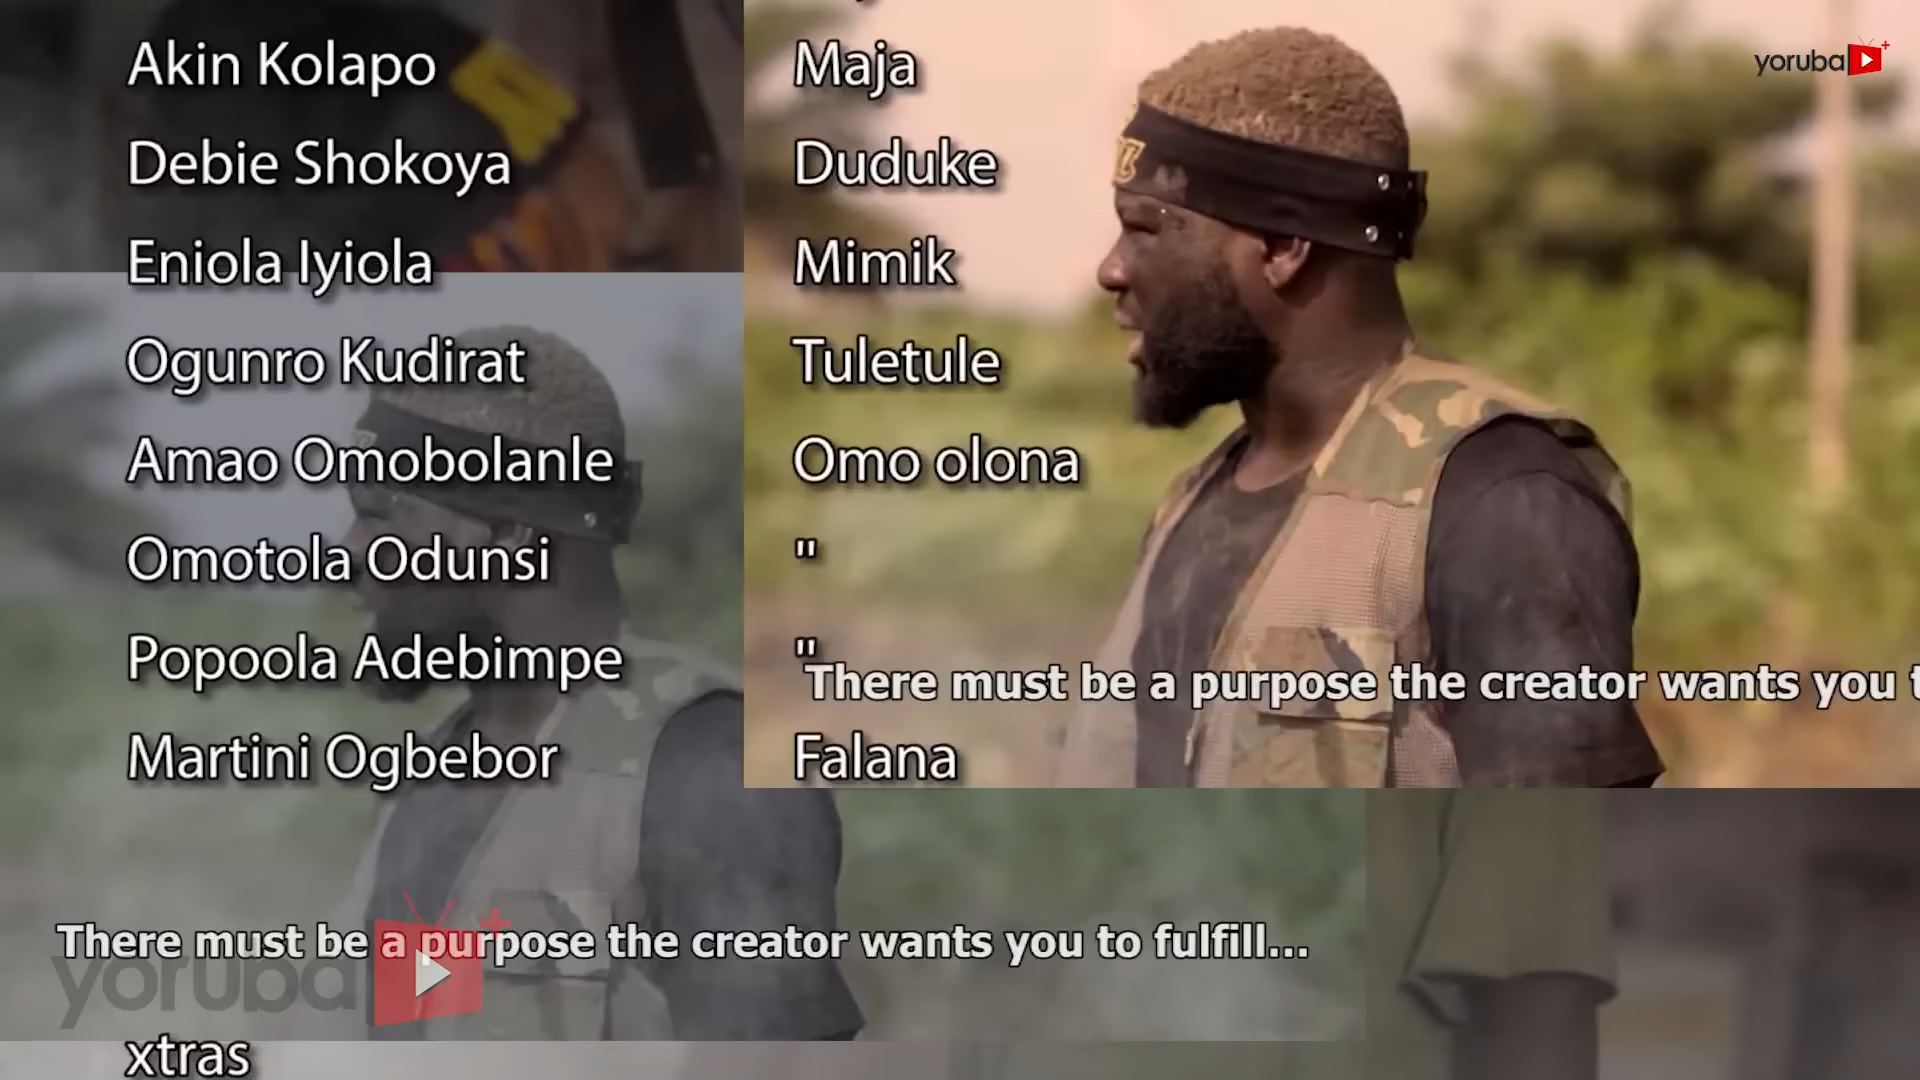 Akin Kolapo Maja
Debie Shokoya Duduke
Eniola Iyiola Mimik
Ogunro Kudirat Tuletule
Amao Omobolanle Omo olona
Omotola Odunsi "
Popoola Adebimpe "
There must be a purpose the creator wants you t
Martini Ogbebor Falana
There must be a purpose the creator wants you to fulfill...
xtras
yoruba+
yoruba+